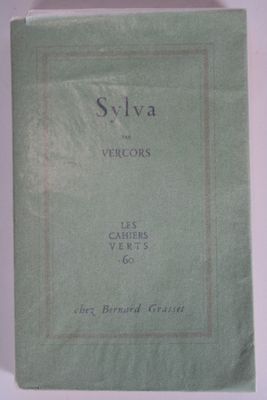 Sylva
PAR
VERCORS
LES
CAHIERS
VERTS
·60
chez Bernard Grasset